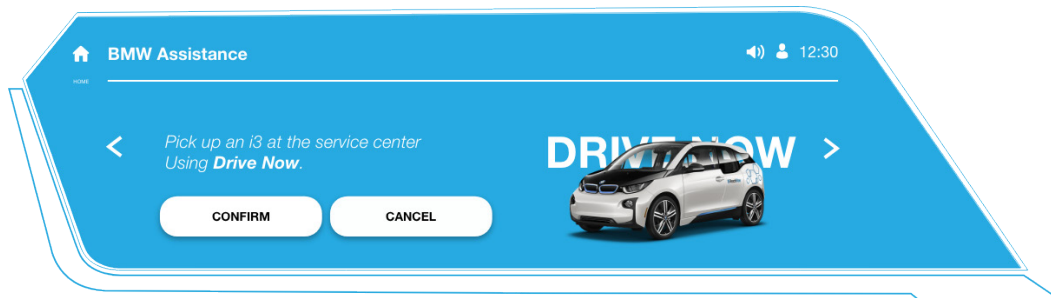 BMW Assistance
12:30
HOME
Pick up an i3 at the service center
Using Drive Now.
DRIVE NOW
CONFIRM
CANCEL